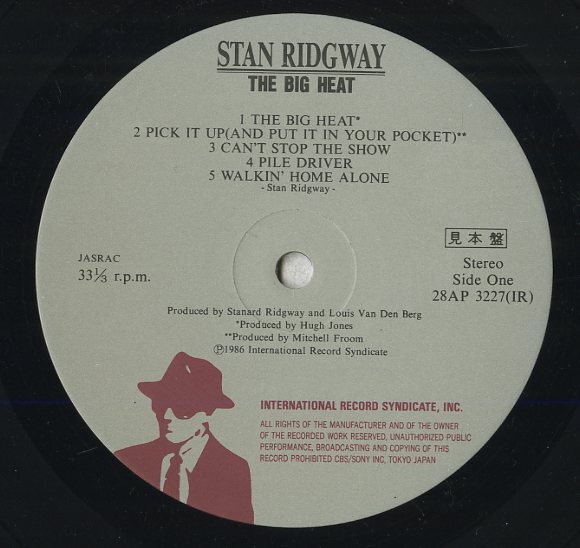 STAN RIDGWAY
THE BIG HEAT
1 THE BIG HEAT*
2 PICK IT UP(AND PUT IT IN YOUR POCKET)**
3 CAN'T STOP THE SHOW
4 PILE DRIVER
5 WALKIN' HOME ALONE
- Stan Ridgway -
JASRAC
33⅓ r.p.m.
見本盤
Stereo
Side One
28AP 3227(IR)
Produced by Stanard Ridgway and Louis Van Den Berg
*Produced by Hugh Jones
**Produced by Mitchell Froom
Ⓟ1986 International Record Syndicate
INTERNATIONAL RECORD SYNDICATE, INC.
ALL RIGHTS OF THE MANUFACTURER AND OF THE OWNER
OF THE RECORDED WORK RESERVED, UNAUTHORIZED PUBLIC
PERFORMANCE, BROADCASTING AND COPYING OF THIS
RECORD PROHIBITED CBS/SONY INC, TOKYO JAPAN